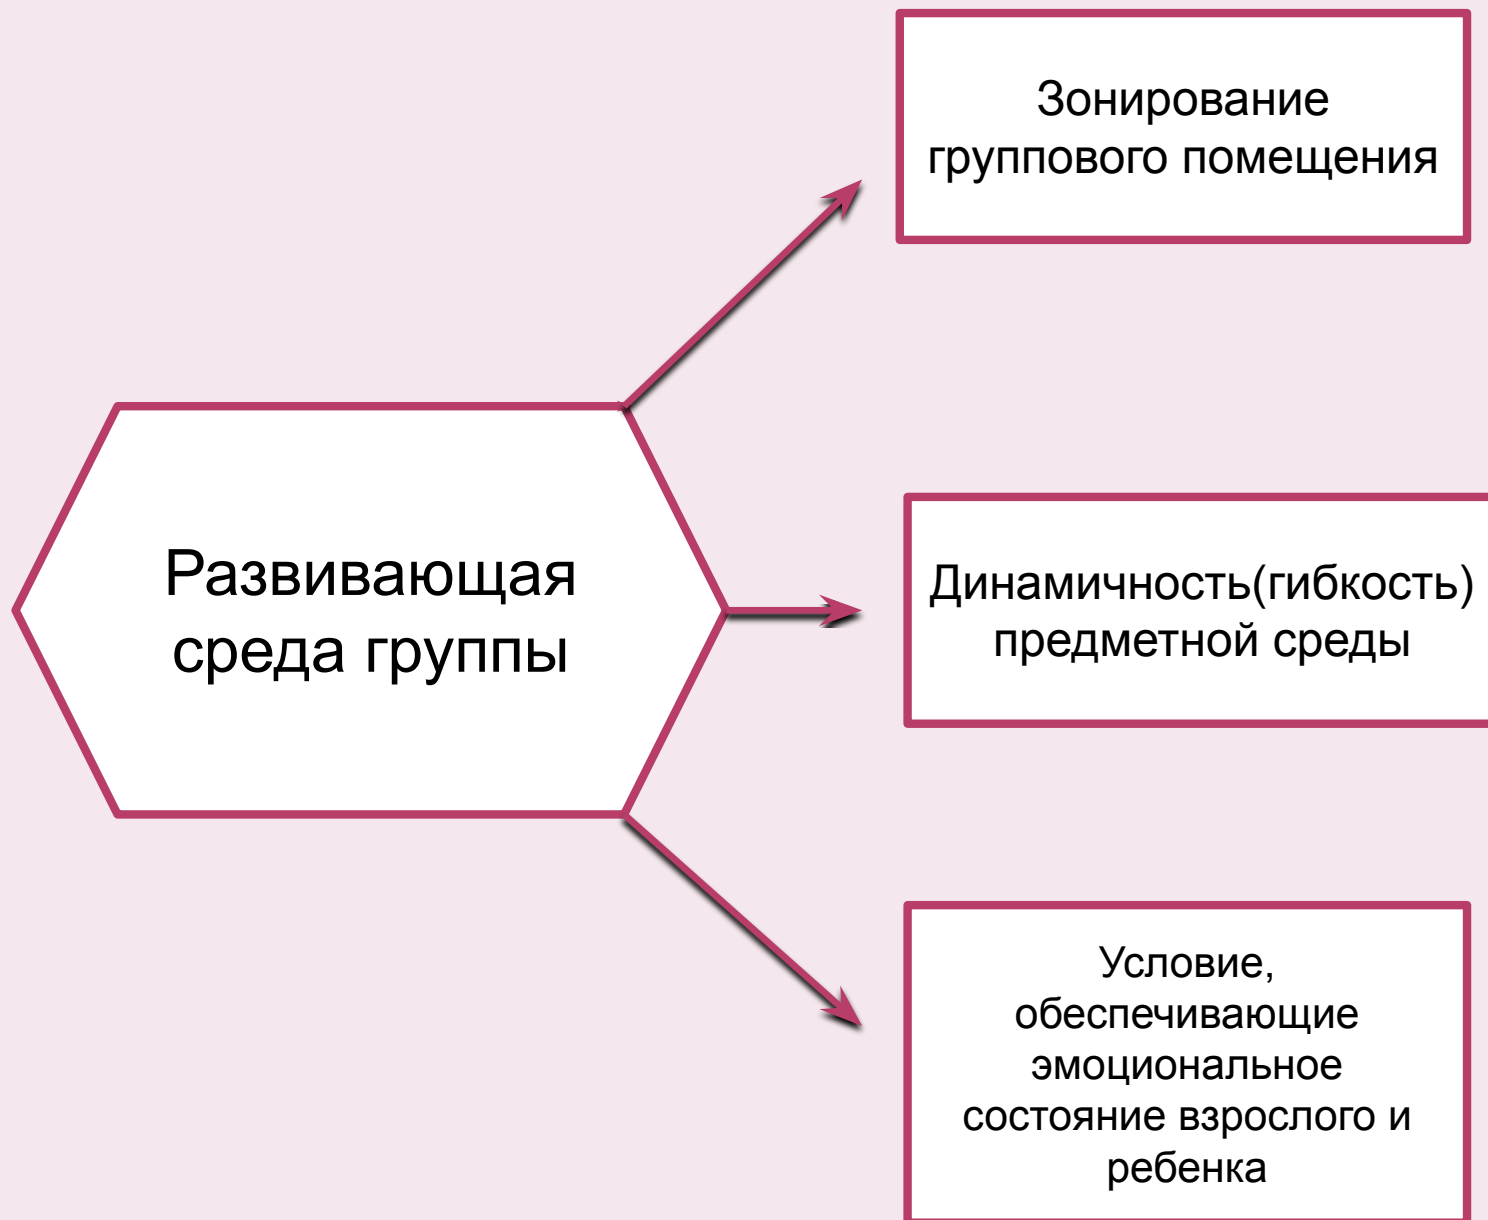 Зонирование
группового помещения
Развивающая
среда группы
Динамичность(гибкость)
предметной среды
Условие,
обеспечивающие
эмоциональное
состояние взрослого и
ребенка